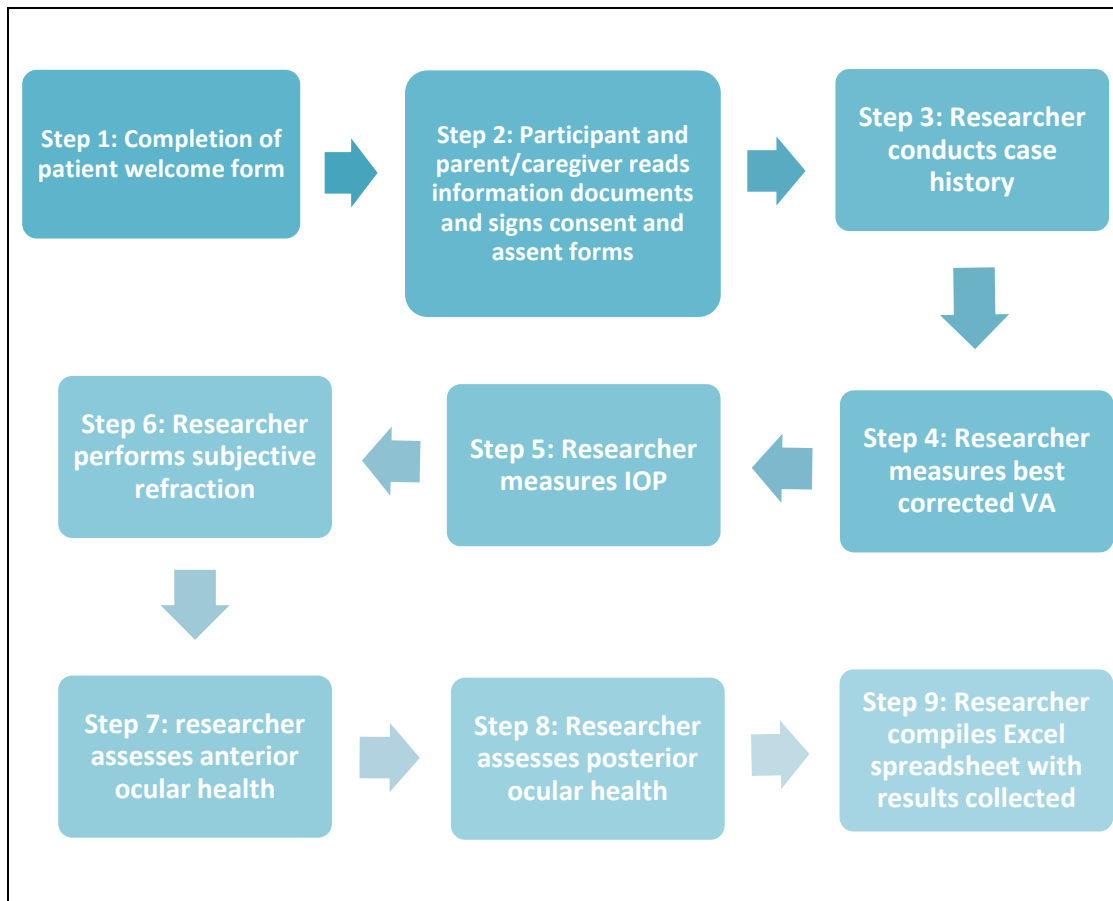 Step 1: Completion of
patient welcome form
Step 2: Participant and
parent/caregiver reads
information documents
and signs consent and
assent forms
Step 3: Researcher
conducts case
history
Step 4: Researcher
measures best
corrected VA
Step 5: Researcher
measures IOP
Step 6: Researcher
performs subjective
refraction
Step 7: researcher
assesses anterior
ocular health
Step 8: Researcher
assesses posterior
ocular health
Step 9: Researcher
compiles Excel
spreadsheet with
results collected